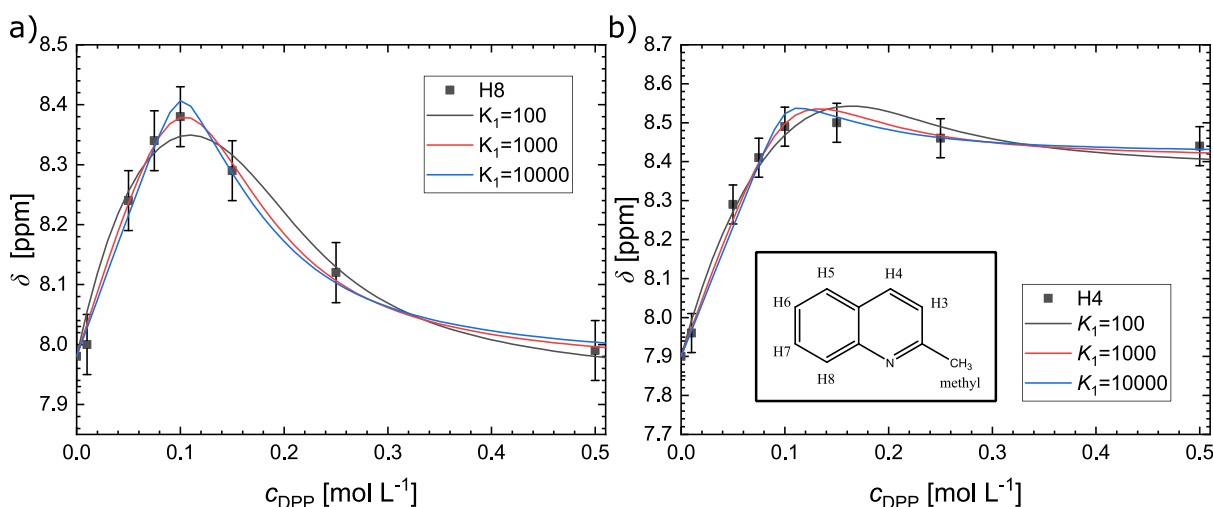 a)
8.5
8.4
8.3
8.2
8.1
8.0
7.9
δ [ppm]
H8
K₁=100
K₁=1000
K₁=10000
0.0 0.1 0.2 0.3 0.4 0.5
cDPP [mol L⁻¹]
b)
8.7
8.6
8.5
8.4
8.3
8.2
8.1
8.0
7.9
7.8
7.7
δ [ppm]
H5 H4
H6 H3
H7
H8 N CH₃
methyl
H4
K₁=100
K₁=1000
K₁=10000
0.0 0.1 0.2 0.3 0.4 0.5
cDPP [mol L⁻¹]